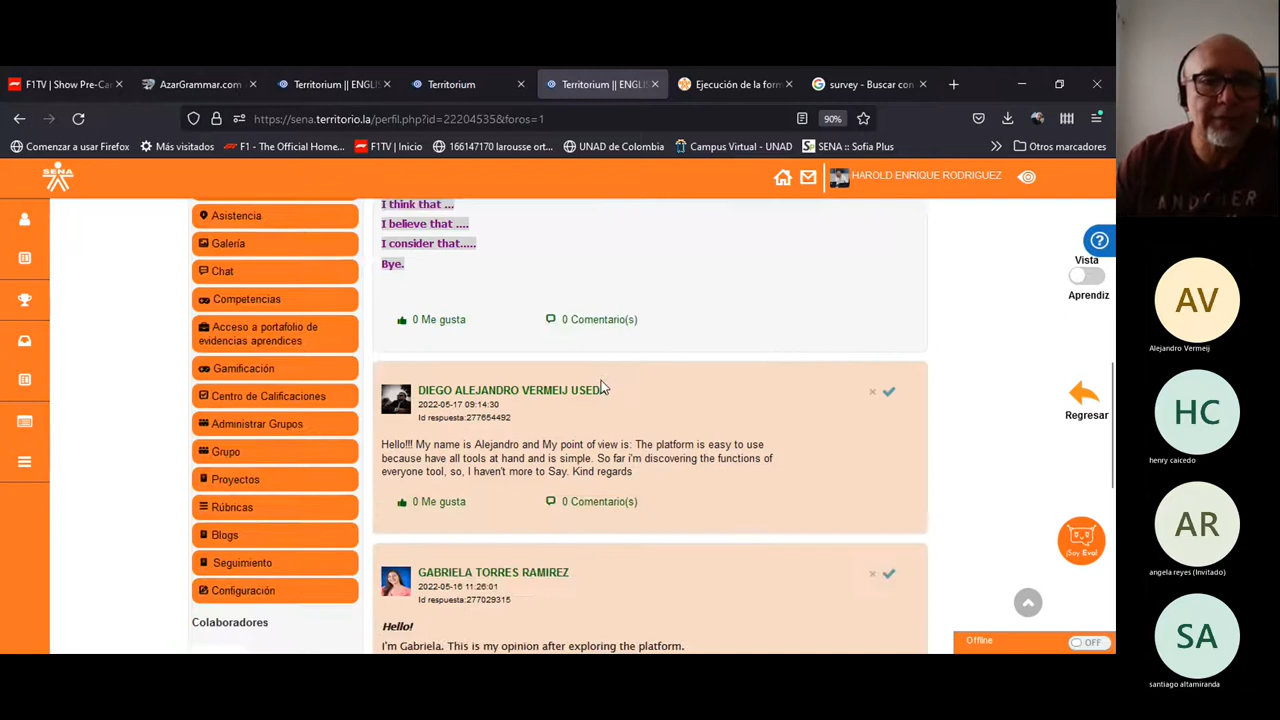 F1TV | Show Pre-Ca
AzarGrammar.com
Territorium || ENGLIS
Territorium
Territorium || ENGLIS
Ejecución de la form
survey - Buscar con
https://sena.territorio.la/perfil.php?id=22204535&foros=1
90%
Comenzar a usar Firefox
Más visitados
F1 - The Official Home...
F1TV | Inicio
166147170 larousse ort...
UNAD de Colombia
Campus Virtual - UNAD
SENA :: Sofia Plus
Otros marcadores
SENA
HAROLD ENRIQUE RODRIGUEZ
Asistencia
Galería
Chat
Competencias
Acceso a portafolio de
evidencias aprendices
Gamificación
Centro de Calificaciones
Administrar Grupos
Grupo
Proyectos
Rúbricas
Blogs
Seguimiento
Configuración
Colaboradores
I think that ...
I believe that ....
I consider that.....
Bye.
0 Me gusta
0 Comentario(s)
DIEGO ALEJANDRO VERMEIJ USEDA
2022-05-17 09:14:30
Id respuesta:277654492
Hello!!! My name is Alejandro and My point of view is: The platform is easy to use
because have all tools at hand and is simple. So far i'm discovering the functions of
everyone tool, so, I haven't more to Say. Kind regards
0 Me gusta
0 Comentario(s)
GABRIELA TORRES RAMIREZ
2022-05-16 11:26:01
Id respuesta:277029315
Hello!
I'm Gabriela. This is my opinion after exploring the platform.
Vista
Aprendiz
Regresar
¡Soy Eva!
Offline
OFF
AV
Alejandro Vermeij
HC
henry caicedo
AR
angela reyes (Invitado)
SA
santiago altamiranda